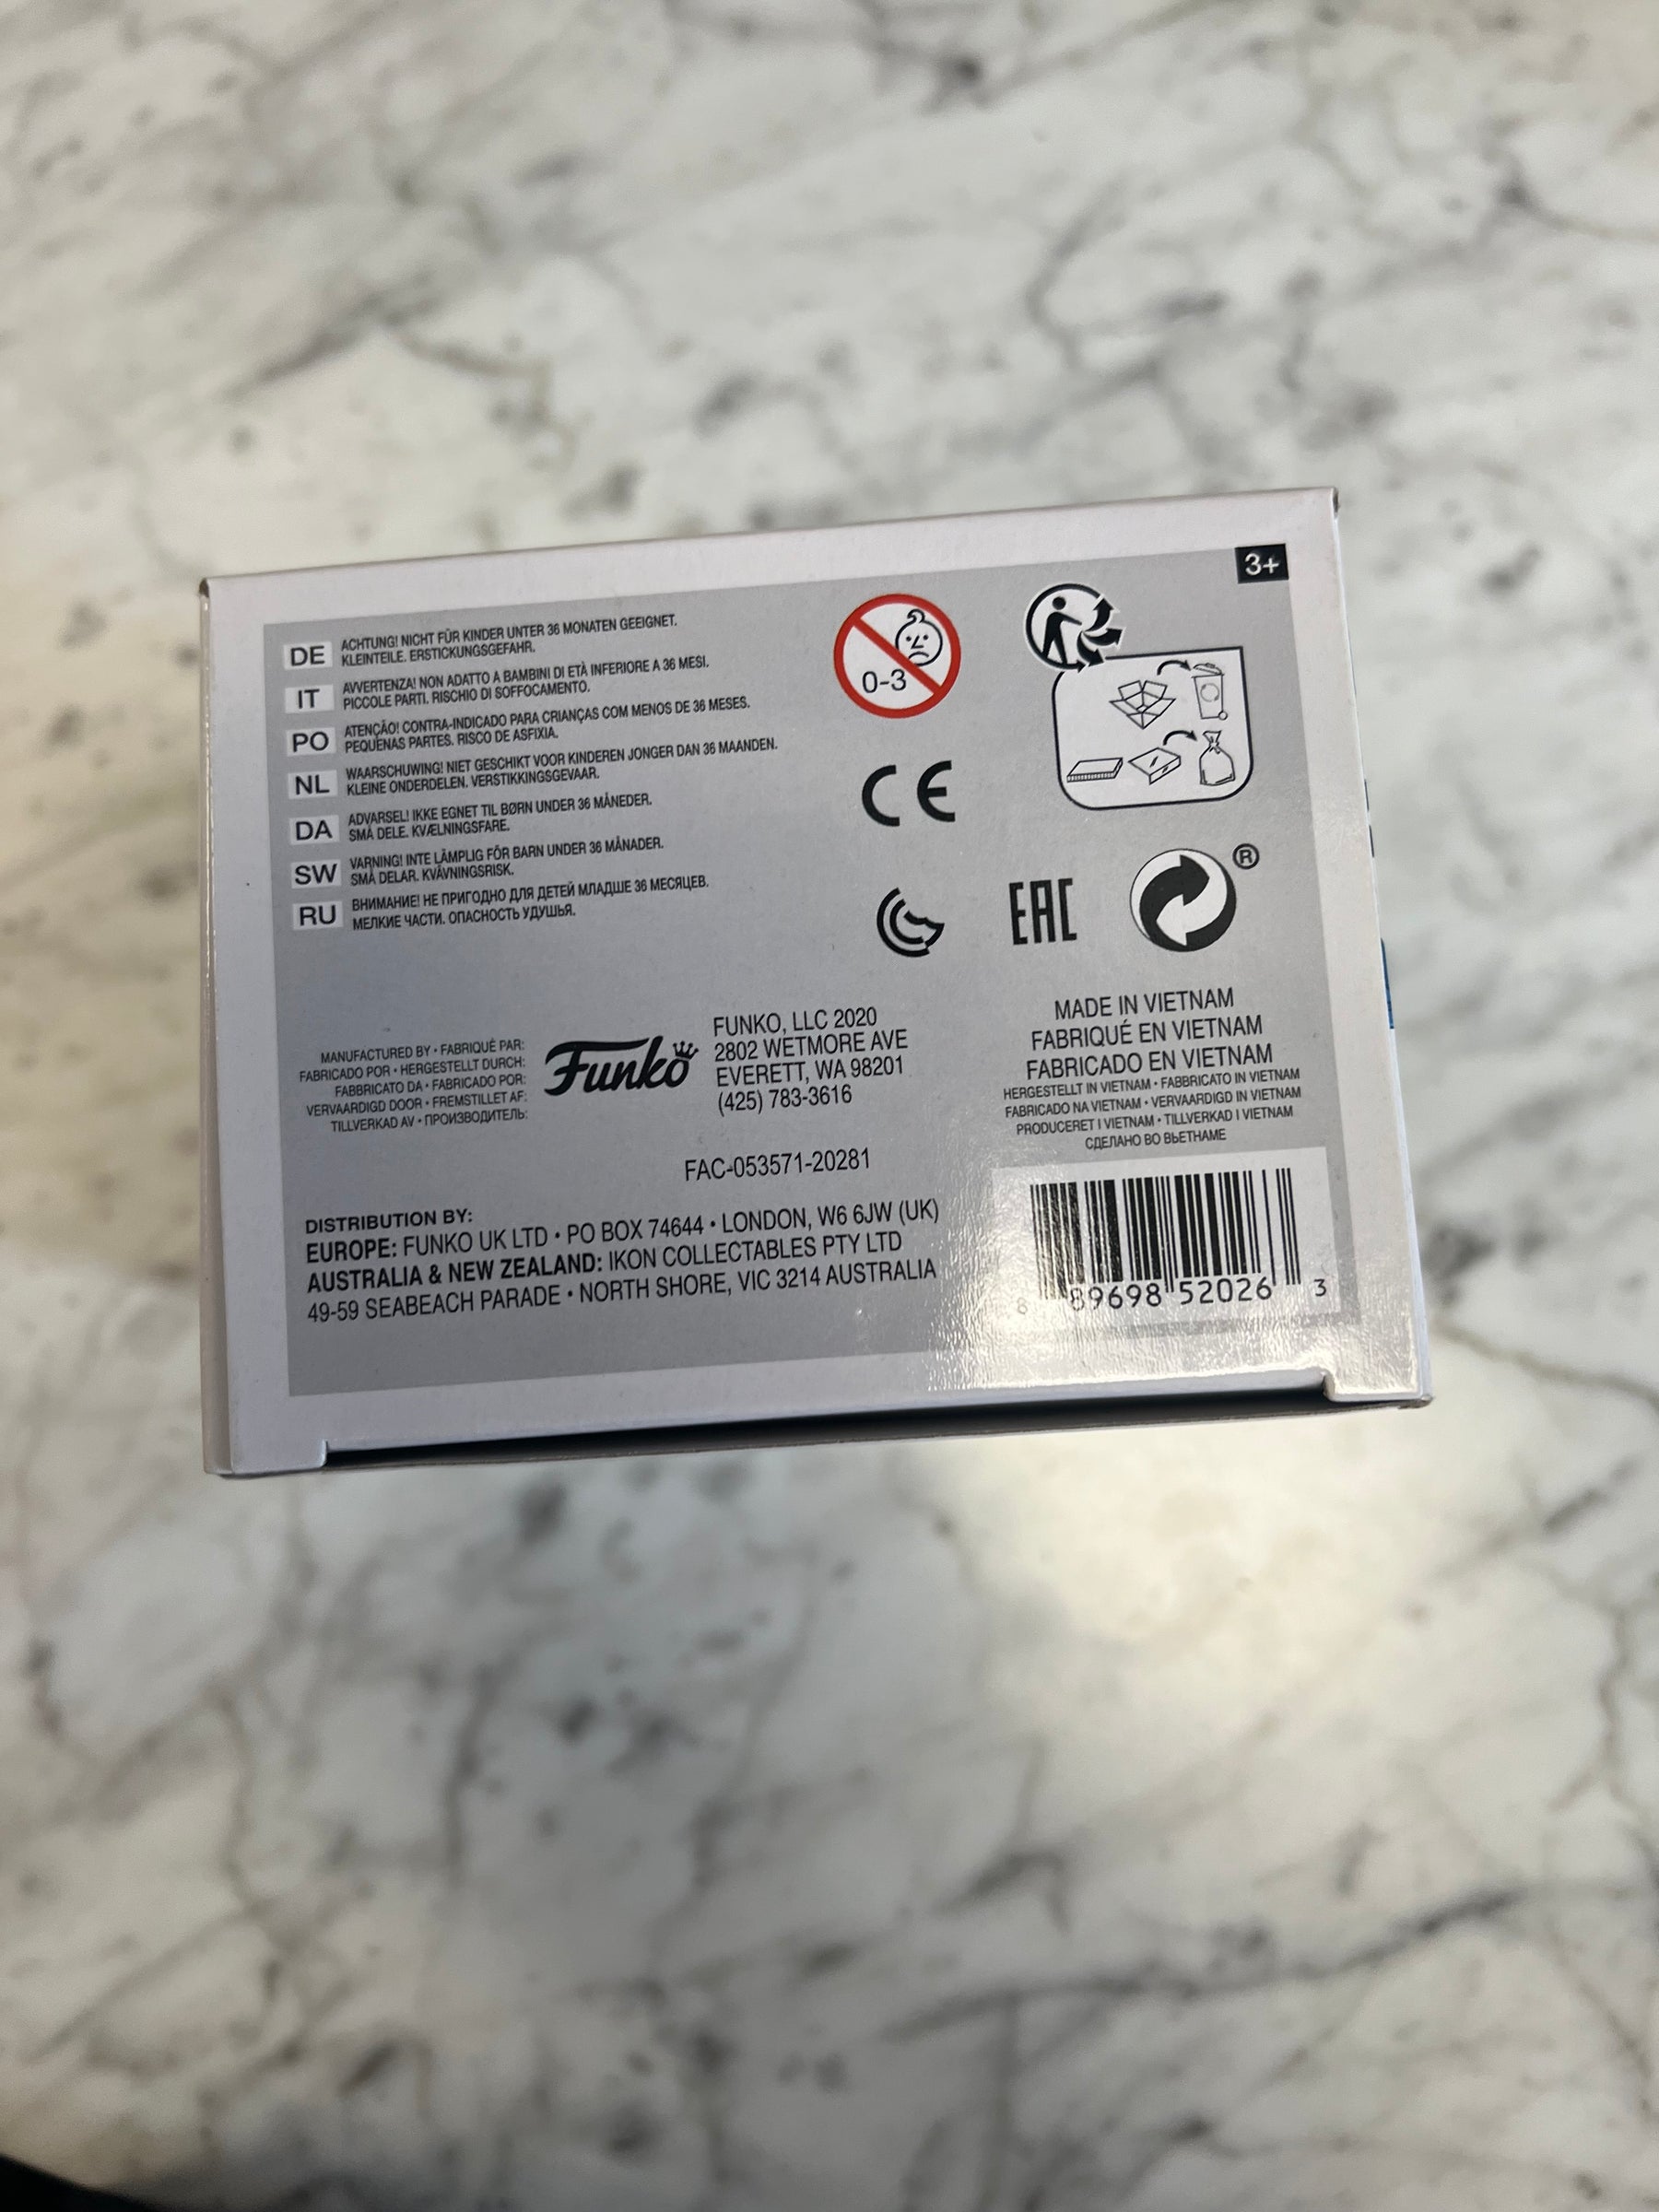 3+
DE ACHTUNG! NICHT FÜR KINDER UNTER 36 MONATEN GEEIGNET.
KLEINTEILE. ERSTICKUNGSGEFAHR.
IT AVVERTENZA! NON ADATTO A BAMBINI DI ETÀ INFERIORE A 36 MESI.
PICCOLE PARTI. RISCHIO DI SOFFOCAMENTO.
PO ATENÇÃO! CONTRA-INDICADO PARA CRIANÇAS COM MENOS DE 36 MESES.
PEQUENAS PARTES. RISCO DE ASFIXIA.
NL WAARSCHUWING! NIET GESCHIKT VOOR KINDEREN JONGER DAN 36 MAANDEN.
KLEINE ONDERDELEN. VERSTIKKINGSGEVAAR.
DA ADVARSEL! IKKE EGNET TIL BØRN UNDER 36 MÅNEDER.
SMÅ DELE. KVÆLNINGSFARE.
SW VARNING! INTE LÄMPLIG FÖR BARN UNDER 36 MÅNADER.
SMÅ DELAR. KVÄVNINGSRISK.
RU ВНИМАНИЕ! НЕ ПРИГОДНО ДЛЯ ДЕТЕЙ МЛАДШЕ 36 МЕСЯЦЕВ.
МЕЛКИЕ ЧАСТИ. ОПАСНОСТЬ УДУШЬЯ.
0-3
CE
EAC
®
MANUFACTURED BY • FABRIQUÉ PAR:
FABRICADO POR • HERGESTELLT DURCH:
FABBRICATO DA • FABRICADO POR:
VERVAARDIGD DOOR • FREMSTILLET AF:
TILLVERKAD AV • ПРОИЗВОДИТЕЛЬ:
Funko
FUNKO, LLC 2020
2802 WETMORE AVE
EVERETT, WA 98201
(425) 783-3616
MADE IN VIETNAM
FABRIQUÉ EN VIETNAM
FABRICADO EN VIETNAM
HERGESTELLT IN VIETNAM • FABBRICATO IN VIETNAM
FABRICADO NA VIETNAM • VERVAARDIGD IN VIETNAM
PRODUCERET I VIETNAM • TILLVERKAD I VIETNAM
СДЕЛАНО ВО ВЬЕТНАМЕ
FAC-053571-20281
DISTRIBUTION BY:
EUROPE: FUNKO UK LTD • PO BOX 74644 • LONDON, W6 6JW (UK)
AUSTRALIA & NEW ZEALAND: IKON COLLECTABLES PTY LTD
49-59 SEABEACH PARADE • NORTH SHORE, VIC 3214 AUSTRALIA
8 89698 52026 3